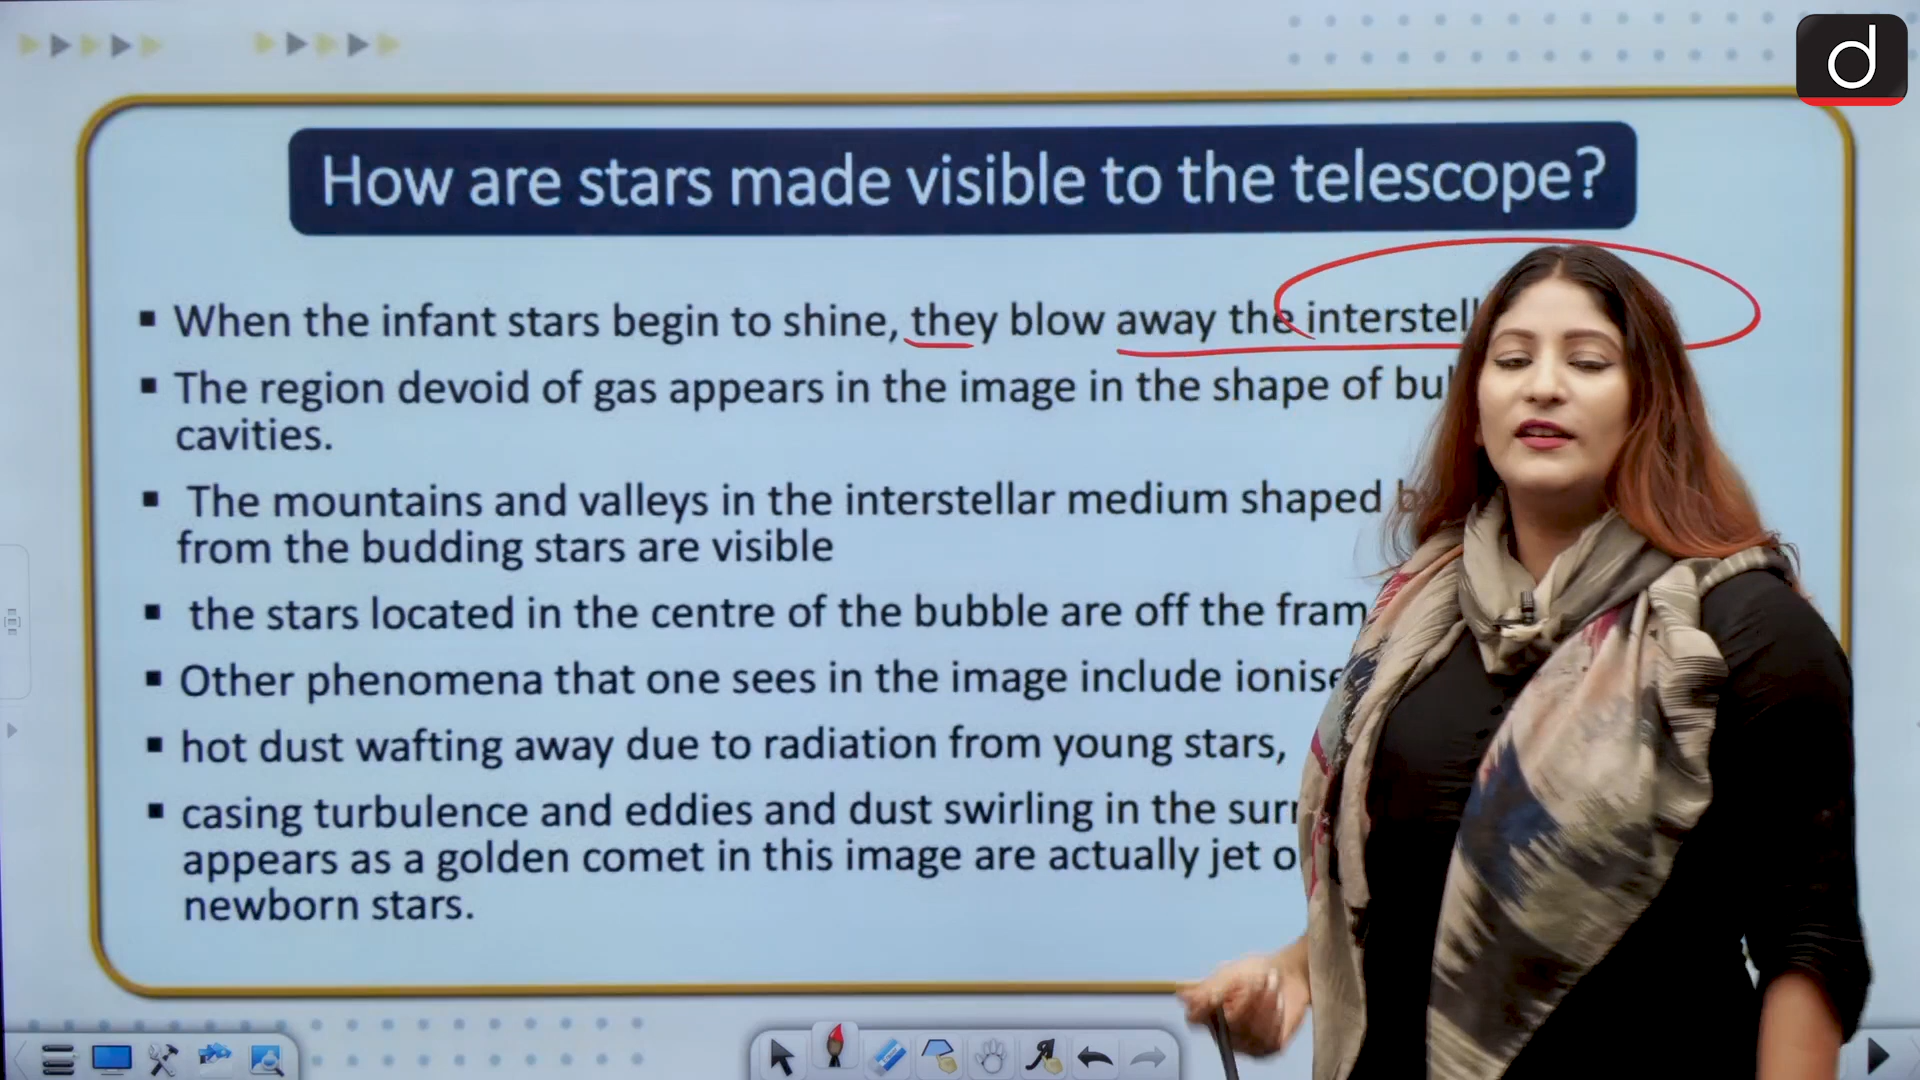 d
How are stars made visible to the telescope?
▪ When the infant stars begin to shine, they blow away the
▪ The region devoid of gas appears in the image in the shape of
cavities.
▪ The mountains and valleys in the interstellar medium shaped
from the budding stars are visible
▪ the stars located in the centre of the bubble are off the
▪ Other phenomena that one sees in the image include
▪ hot dust wafting away due to radiation from young stars,
▪ casing turbulence and eddies and dust swirling in the
appears as a golden comet in this image are actually jet
newborn stars.